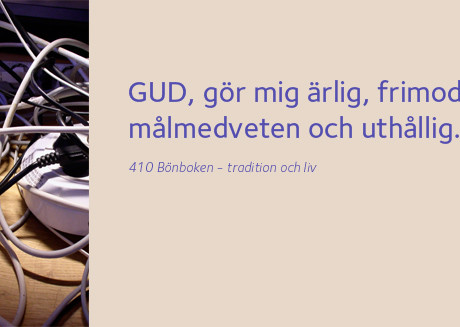 GUD, gör mig ärlig, frimod
målmedveten och uthållig.
410 Bönboken – tradition och liv